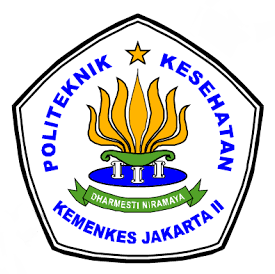 POLITEKNIK KESEHATAN
DHARMESTI NIRAMAYA
KEMENKES JAKARTA II